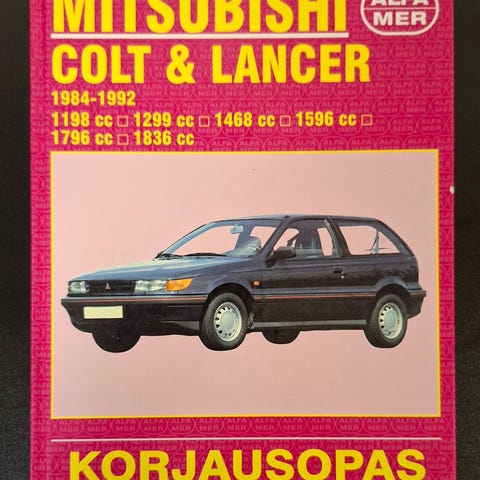 MITSUBISHI
ALFA
MER
COLT & LANCER
1984-1992
1198 cc □ 1299 cc □ 1468 cc □ 1596 cc □
1796 cc □ 1836 cc
KORJAUSOPAS